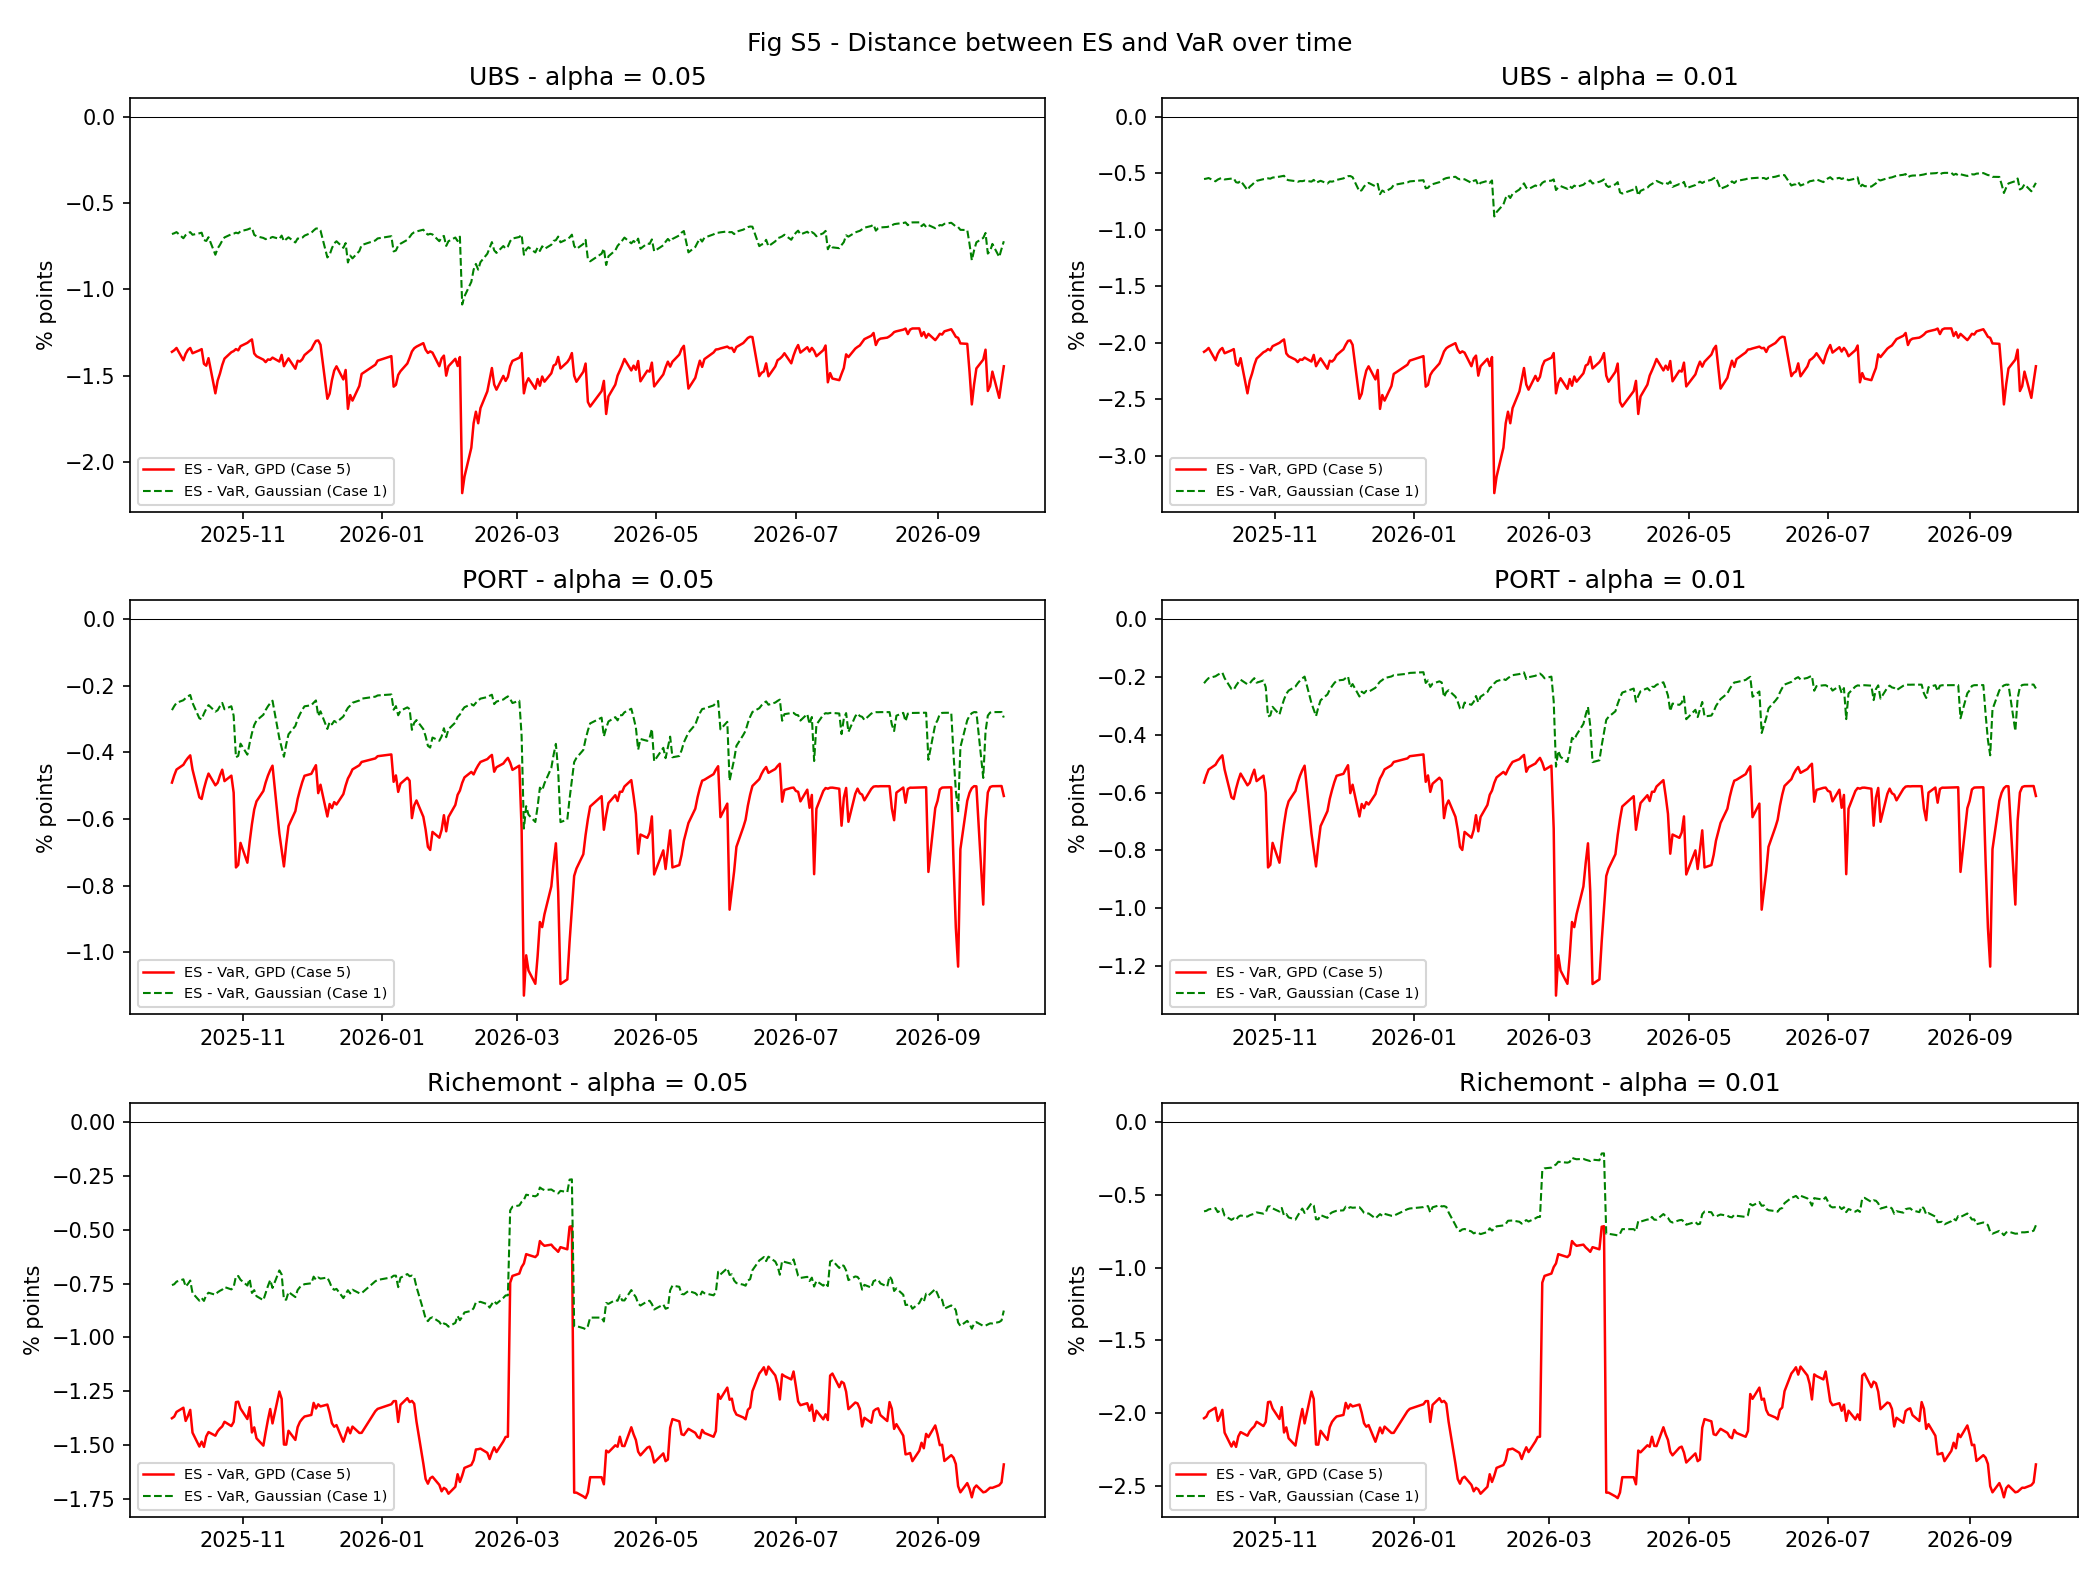 Fig S5 - Distance between ES and VaR over time
UBS - alpha = 0.05
% points
0.0
−0.5
−1.0
−1.5
−2.0
ES - VaR, GPD (Case 5)
ES - VaR, Gaussian (Case 1)
2025-11 2026-01 2026-03 2026-05 2026-07 2026-09
UBS - alpha = 0.01
% points
0.0
−0.5
−1.0
−1.5
−2.0
−2.5
−3.0
ES - VaR, GPD (Case 5)
ES - VaR, Gaussian (Case 1)
2025-11 2026-01 2026-03 2026-05 2026-07 2026-09
PORT - alpha = 0.05
% points
0.0
−0.2
−0.4
−0.6
−0.8
−1.0
ES - VaR, GPD (Case 5)
ES - VaR, Gaussian (Case 1)
2025-11 2026-01 2026-03 2026-05 2026-07 2026-09
PORT - alpha = 0.01
% points
0.0
−0.2
−0.4
−0.6
−0.8
−1.0
−1.2
ES - VaR, GPD (Case 5)
ES - VaR, Gaussian (Case 1)
2025-11 2026-01 2026-03 2026-05 2026-07 2026-09
Richemont - alpha = 0.05
% points
0.00
−0.25
−0.50
−0.75
−1.00
−1.25
−1.50
−1.75
ES - VaR, GPD (Case 5)
ES - VaR, Gaussian (Case 1)
2025-11 2026-01 2026-03 2026-05 2026-07 2026-09
Richemont - alpha = 0.01
% points
0.0
−0.5
−1.0
−1.5
−2.0
−2.5
ES - VaR, GPD (Case 5)
ES - VaR, Gaussian (Case 1)
2025-11 2026-01 2026-03 2026-05 2026-07 2026-09